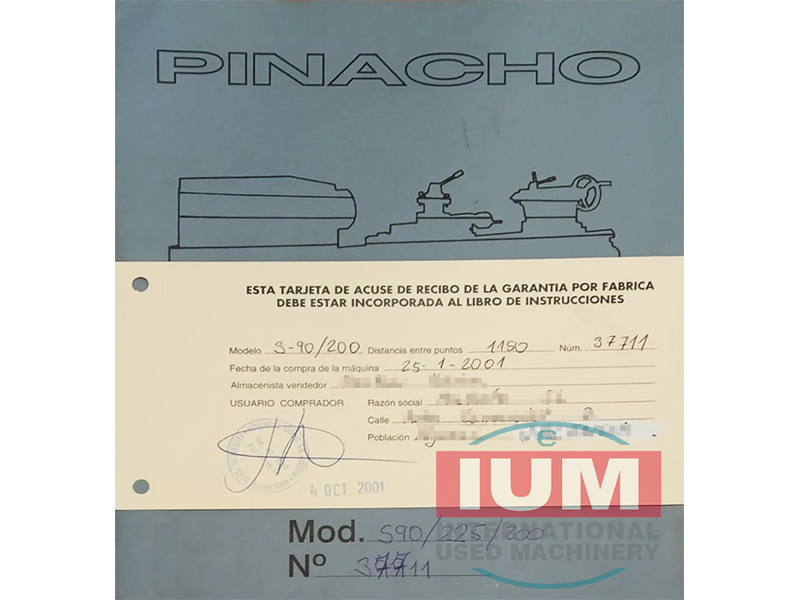 PINACHO
ESTA TARJETA DE ACUSE DE RECIBO DE LA GARANTIA POR FABRICA
DEBE ESTAR INCORPORADA AL LIBRO DE INSTRUCCIONES
Modelo S-90/200 Distancia entre puntos 1150 Núm. 37711
Fecha de la compra de la máquina 25-1-2001
Almacenista vendedor
USUARIO COMPRADOR Razón social
Calle
Población
4 OCT. 2001
IUM
INTERNATIONAL
USED MACHINERY
Mod. S90/225/200
Nº 37711